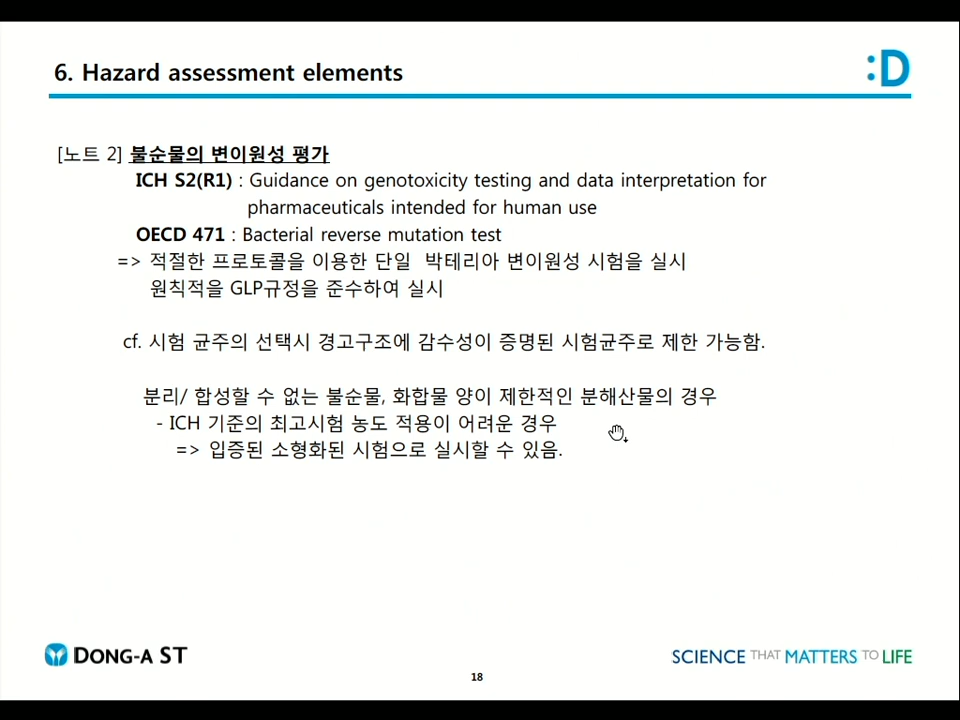 6. Hazard assessment elements
:D
[노트 2] 불순물의 변이원성 평가
ICH S2(R1) : Guidance on genotoxicity testing and data interpretation for
pharmaceuticals intended for human use
OECD 471 : Bacterial reverse mutation test
=> 적절한 프로토콜을 이용한 단일 박테리아 변이원성 시험을 실시
원칙적을 GLP규정을 준수하여 실시
cf. 시험 균주의 선택시 경고구조에 감수성이 증명된 시험균주로 제한 가능함.
분리/ 합성할 수 없는 불순물, 화합물 양이 제한적인 분해산물의 경우
- ICH 기준의 최고시험 농도 적용이 어려운 경우
=> 입증된 소형화된 시험으로 실시할 수 있음.
DONG-A ST
SCIENCE THAT MATTERS TO LIFE
18